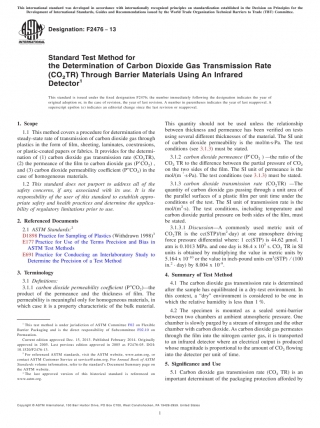 This international standard was developed in accordance with internationally recognized principles on standardization established in the Decision on Principles for the
Development of International Standards, Guides and Recommendations issued by the World Trade Organization Technical Barriers to Trade (TBT) Committee.
Designation: F2476 − 13
Standard Test Method for
the Determination of Carbon Dioxide Gas Transmission Rate
(CO₂TR) Through Barrier Materials Using An Infrared
Detector¹
This standard is issued under the fixed designation F2476; the number immediately following the designation indicates the year of
original adoption or, in the case of revision, the year of last revision. A number in parentheses indicates the year of last reapproval. A
superscript epsilon (ε) indicates an editorial change since the last revision or reapproval.
1. Scope
1.1 This method covers a procedure for determination of the
steady-state rate of transmission of carbon dioxide gas through
plastics in the form of film, sheeting, laminates, coextrusions,
or plastic-coated papers or fabrics. It provides for the determi-
nation of (1) carbon dioxide gas transmission rate (CO₂TR),
(2) the permeance of the film to carbon dioxide gas (P'CO₂) ,
and (3) carbon dioxide permeability coefficient (P''CO₂) in the
case of homogeneous materials.
1.2 This standard does not purport to address all of the
safety concerns, if any, associated with its use. It is the
responsibility of the user of this standard to establish appro-
priate safety and health practices and determine the applica-
bility of regulatory limitations prior to use.
2. Referenced Documents
2.1 ASTM Standards:²
D1898 Practice for Sampling of Plastics (Withdrawn 1998)³
E177 Practice for Use of the Terms Precision and Bias in
ASTM Test Methods
E691 Practice for Conducting an Interlaboratory Study to
Determine the Precision of a Test Method
3. Terminology
3.1 Definitions:
3.1.1 carbon dioxide permeability coefficient (P''CO₂)—the
product of the permeance and the thickness of film. The
permeability is meaningful only for homogeneous materials, in
which case it is a property characteristic of the bulk material.
¹ This test method is under the jurisdiction of ASTM Committee F02 on Flexible
Barrier Packaging and is the direct responsibility of Subcommittee F02.10 on
Permeation.
Current edition approved Dec. 15, 2013. Published February 2014. Originally
approved in 2005. Last previous edition approved in 2005 as F2476-05. DOI:
10.1520/F2476-13.
² For referenced ASTM standards, visit the ASTM website, www.astm.org, or
contact ASTM Customer Service at service@astm.org. For Annual Book of ASTM
Standards volume information, refer to the standard's Document Summary page on
the ASTM website.
³ The last approved version of this historical standard is referenced on
www.astm.org.
This quantity should not be used unless the relationship
between thickness and permeance has been verified on tests
using several different thicknesses of the material. The SI unit
of carbon dioxide permeability is the mol/m·s·Pa. The test
conditions (see 3.1.3) must be stated.
3.1.2 carbon dioxide permeance (P' CO₂ ) —the ratio of the
CO₂ TR to the difference between the partial pressure of CO₂
on the two sides of the film. The SI unit of permeance is the
mol/(m² ·s·Pa). The test conditions (see 3.1.3) must be stated.
3.1.3 carbon dioxide transmission rate (CO₂TR) —The
quantity of carbon dioxide gas passing through a unit area of
the parallel surfaces of a plastic film per unit time under the
conditions of the test. The SI unit of transmission rate is the
mol/(m²·s). The test conditions, including temperature and
carbon dioxide partial pressure on both sides of the film, must
be stated.
3.1.3.1 Discussion—A commonly used metric unit of
CO₂TR is the cc(STP)/(m²·day) at one of atmosphere driving
force pressure differential where: 1 cc(STP) is 44.62 µmol, 1
atm is 0.1013 MPa, and one day is 86.4 x 10³ s. CO₂ TR in SI
units is obtained by multiplying the value in metric units by
5.164 x 10⁻¹⁰ or the value in inch-pound units cm³(STP) / (100
in.²· day) by 8.004 x 10⁻⁹.
4. Summary of Test Method
4.1 The carbon dioxide gas transmission rate is determined
after the sample has equilibrated in a dry test environment. In
this context, a "dry" environment is considered to be one in
which the relative humidity is less than 1 %.
4.2 The specimen is mounted as a sealed semi-barrier
between two chambers at ambient atmospheric pressure. One
chamber is slowly purged by a stream of nitrogen and the other
chamber with carbon dioxide. As carbon dioxide gas permeates
through the film into the nitrogen carrier gas, it is transported
to an infrared detector where an electrical output is produced
whose magnitude is proportional to the amount of CO₂ flowing
into the detector per unit of time.
5. Significance and Use
5.1 Carbon dioxide gas transmission rate (CO₂ TR) is an
important determinant of the packaging protection afforded by
Copyright © ASTM International, 100 Barr Harbor Drive, PO Box C700, West Conshohocken, PA 19428-2959. United States
1